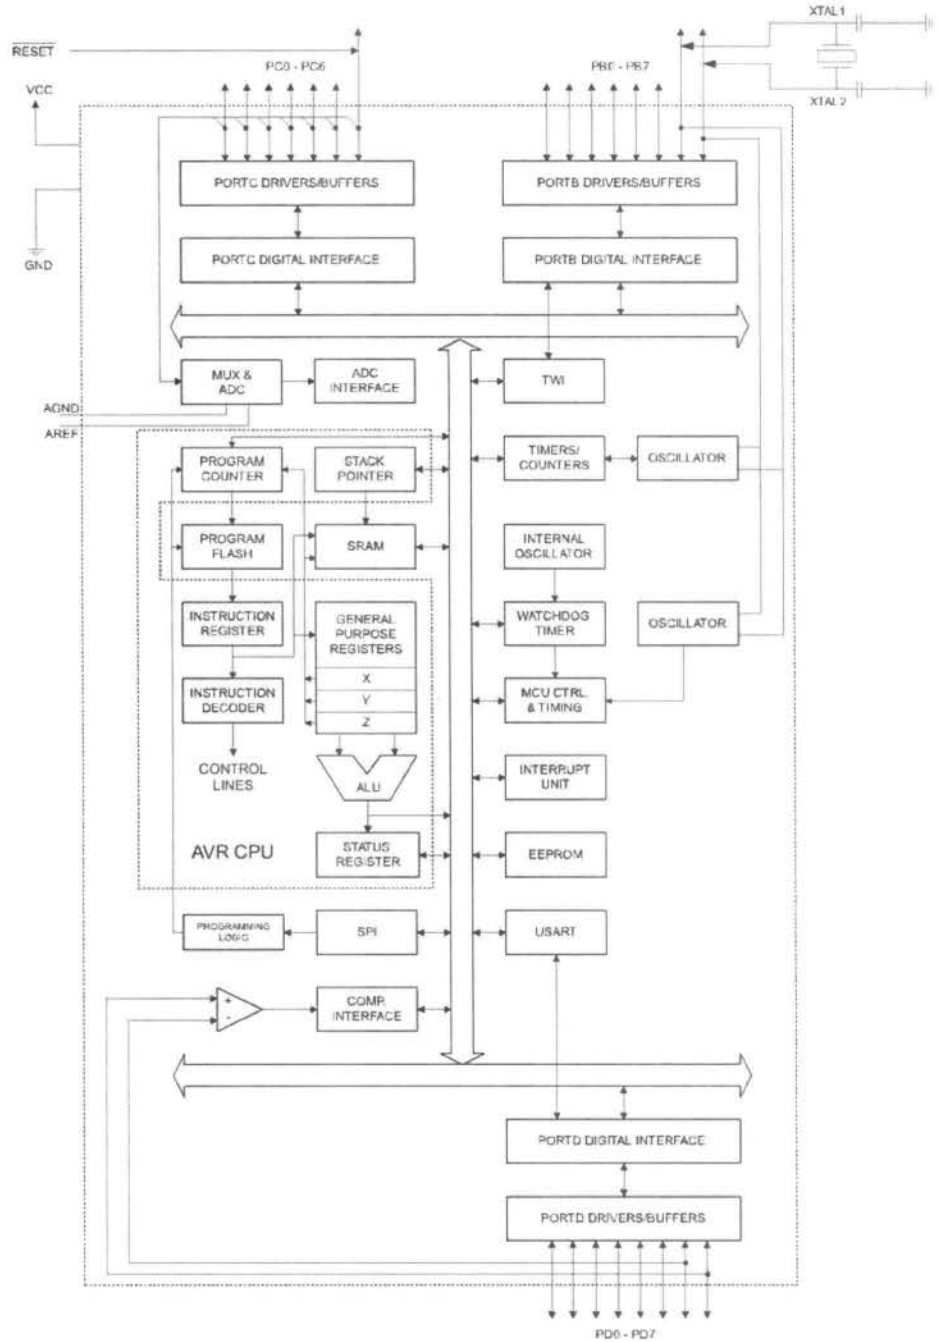 XTAL1
RESET
PC0 - PC6
PB0 - PB7
VCC
XTAL2
PORTC DRIVERS/BUFFERS
PORTB DRIVERS/BUFFERS
GND
PORTC DIGITAL INTERFACE
PORTB DIGITAL INTERFACE
MUX &
ADC
ADC
INTERFACE
TWI
AGND
AREF
PROGRAM
COUNTER
STACK
POINTER
TIMERS/
COUNTERS
OSCILLATOR
PROGRAM
FLASH
SRAM
INTERNAL
OSCILLATOR
INSTRUCTION
REGISTER
GENERAL
PURPOSE
REGISTERS
WATCHDOG
TIMER
OSCILLATOR
X
INSTRUCTION
DECODER
Y
MCU CTRL.
& TIMING
Z
CONTROL
LINES
ALU
INTERRUPT
UNIT
AVR CPU
STATUS
REGISTER
EEPROM
PROGRAMMING
LOGIC
SPI
USART
+
-
COMP.
INTERFACE
PORTD DIGITAL INTERFACE
PORTD DRIVERS/BUFFERS
PD0 - PD7